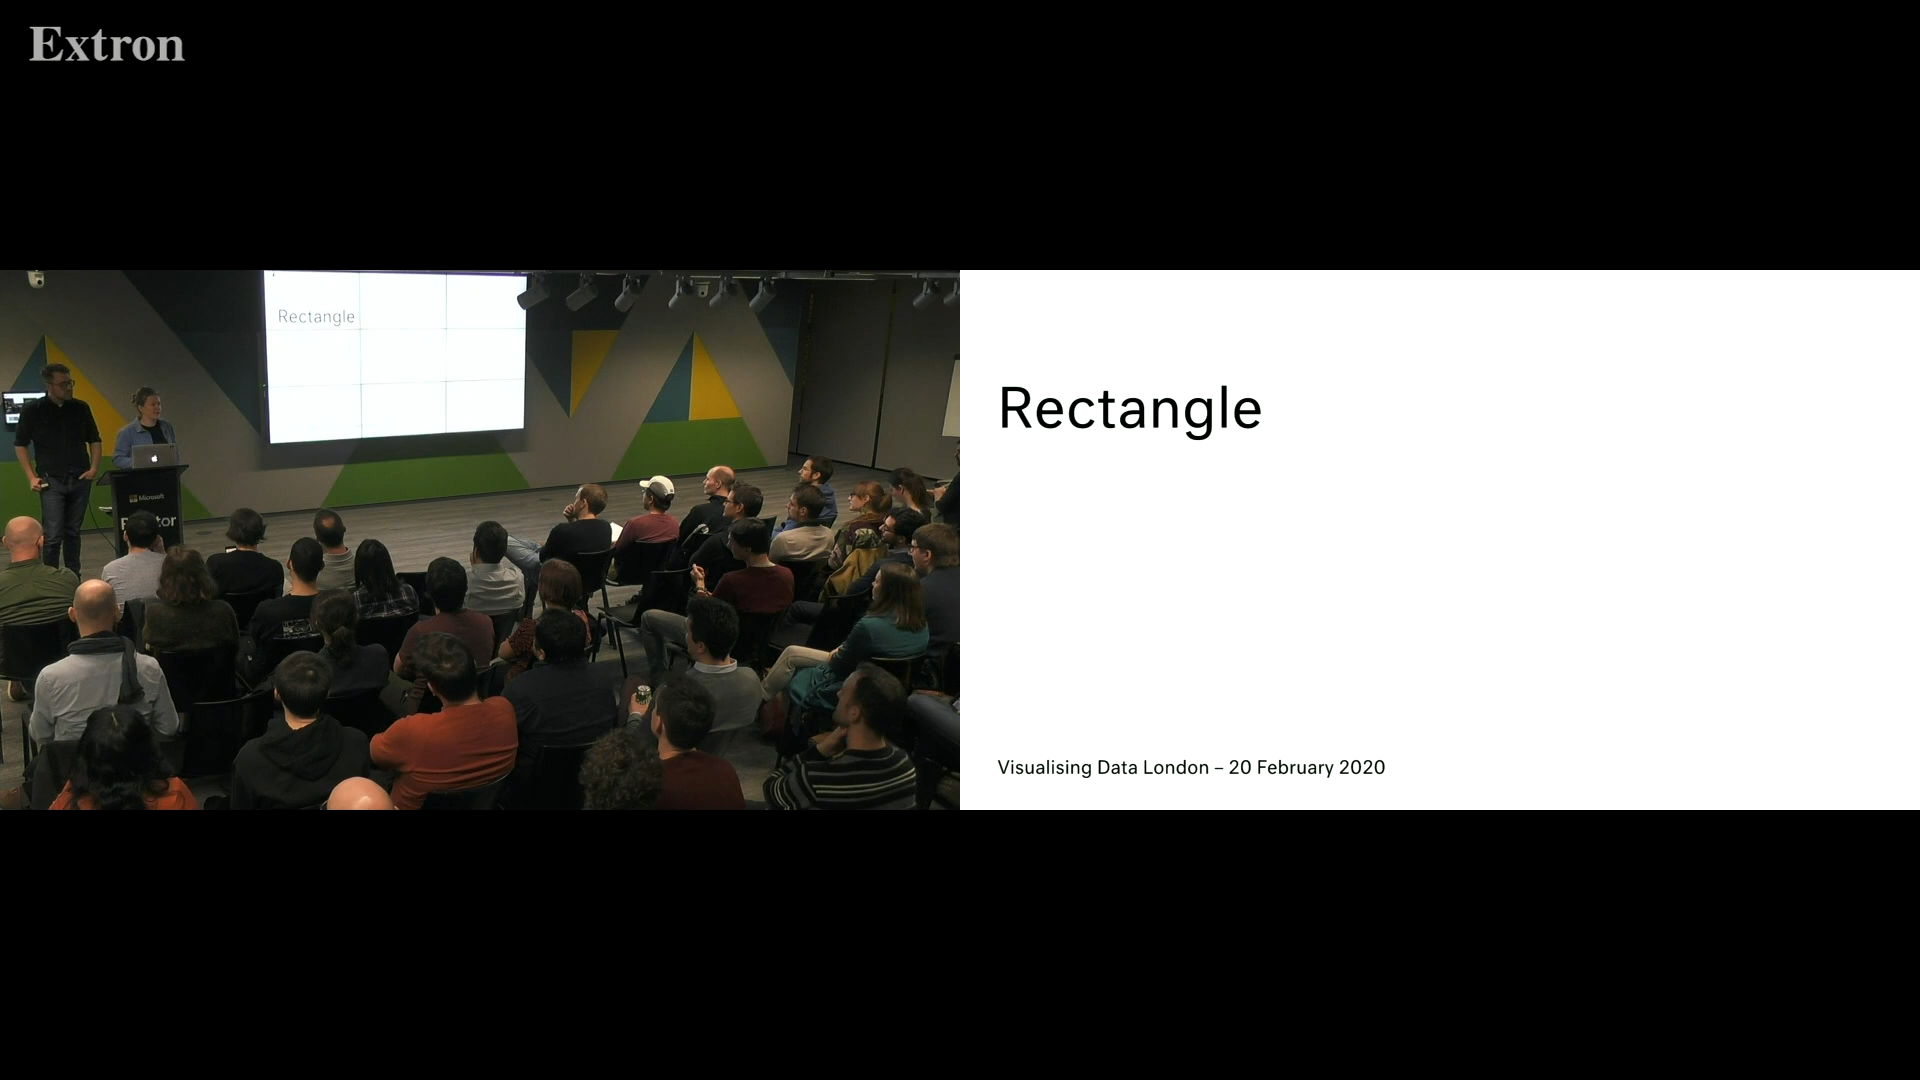 Extron
Rectangle
Microsoft
Rectangle
Visualising Data London – 20 February 2020